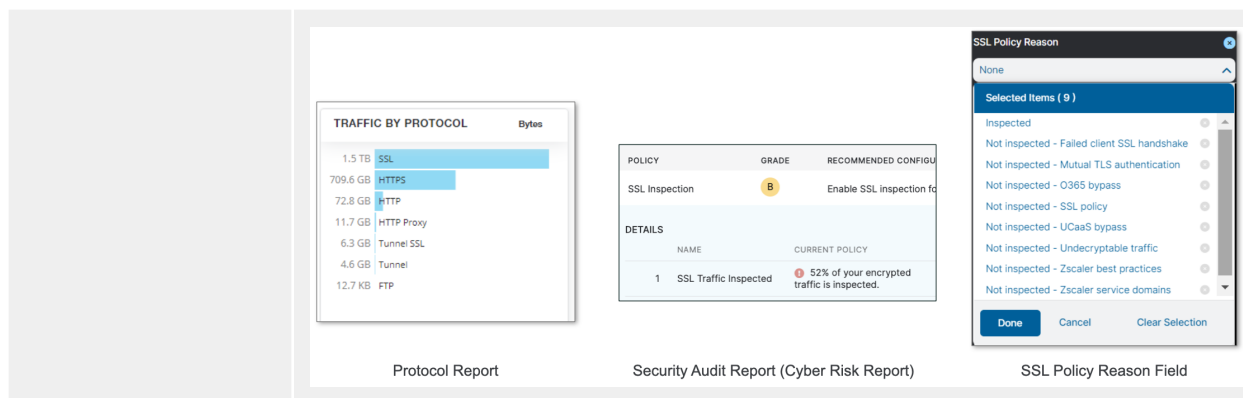 TRAFFIC BY PROTOCOL Bytes
1.5 TB SSL
709.6 GB HTTPS
72.8 GB HTTP
11.7 GB HTTP Proxy
6.3 GB Tunnel SSL
4.6 GB Tunnel
12.7 KB FTP
Protocol Report
POLICY GRADE RECOMMENDED CONFIGU
SSL Inspection B Enable SSL inspection fo
DETAILS
NAME CURRENT POLICY
1 SSL Traffic Inspected 52% of your encrypted
traffic is inspected.
Security Audit Report (Cyber Risk Report)
SSL Policy Reason
None
Selected Items ( 9 )
Inspected
Not inspected - Failed client SSL handshake
Not inspected - Mutual TLS authentication
Not inspected - O365 bypass
Not inspected - SSL policy
Not inspected - UCaaS bypass
Not inspected - Undecryptable traffic
Not inspected - Zscaler best practices
Not inspected - Zscaler service domains
Done Cancel Clear Selection
SSL Policy Reason Field